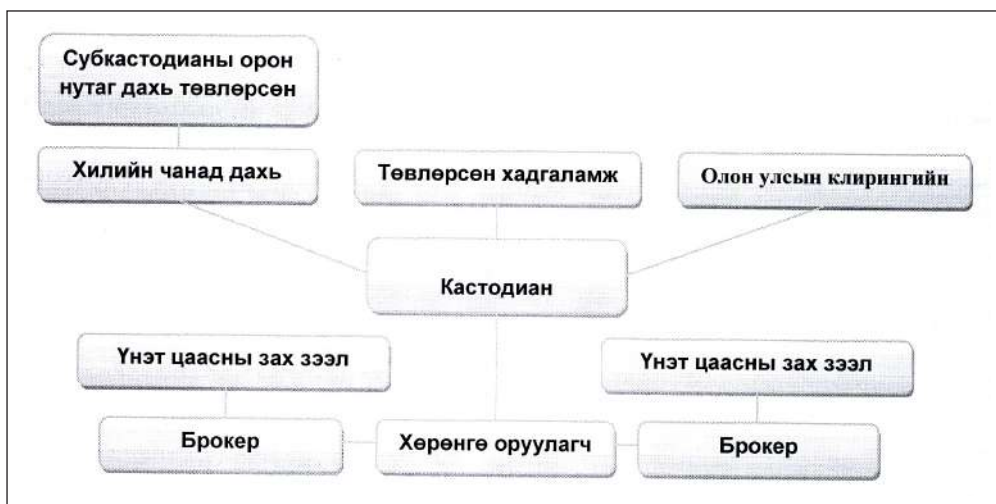 Субкастодианы орон
нутаг дахь төвлөрсөн
Хилийн чанад дахь
Төвлөрсөн хадгаламж
Олон улсын клирингийн
Кастодиан
Үнэт цаасны зах зээл
Үнэт цаасны зах зээл
Брокер
Хөрөнгө оруулагч
Брокер